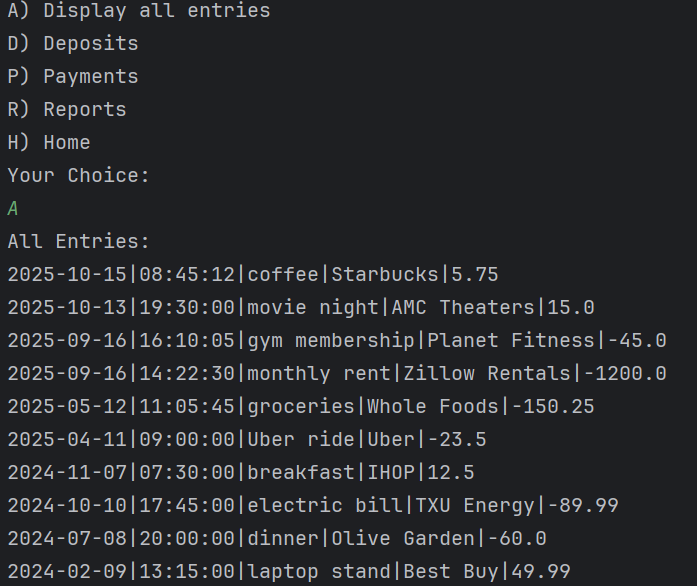 A) Display all entries
D) Deposits
P) Payments
R) Reports
H) Home
Your Choice:
A
All Entries:
2025-10-15|08:45:12|coffee|Starbucks|5.75
2025-10-13|19:30:00|movie night|AMC Theaters|15.0
2025-09-16|16:10:05|gym membership|Planet Fitness|-45.0
2025-09-16|14:22:30|monthly rent|Zillow Rentals|-1200.0
2025-05-12|11:05:45|groceries|Whole Foods|-150.25
2025-04-11|09:00:00|Uber ride|Uber|-23.5
2024-11-07|07:30:00|breakfast|IHOP|12.5
2024-10-10|17:45:00|electric bill|TXU Energy|-89.99
2024-07-08|20:00:00|dinner|Olive Garden|-60.0
2024-02-09|13:15:00|laptop stand|Best Buy|49.99